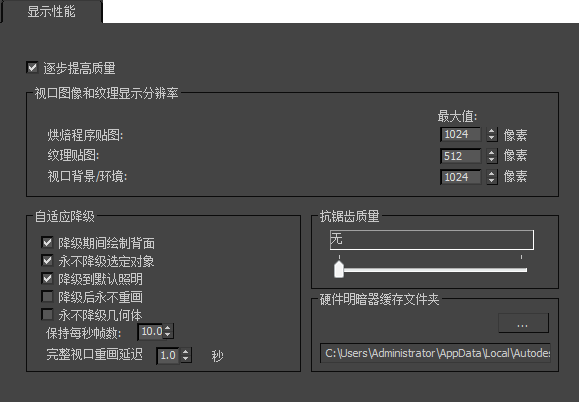 显示性能
逐步提高质量
视口图像和纹理显示分辨率
最大值:
烘焙程序贴图: 1024 像素
纹理贴图: 512 像素
视口背景/环境: 1024 像素
自适应降级
降级期间绘制背面
永不降级选定对象
降级到默认照明
降级后永不重画
永不降级几何体
保持每秒帧数: 10.0
完整视口重画延迟 1.0 秒
抗锯齿质量
无
硬件明暗器缓存文件夹
...
C:\Users\Administrator\AppData\Local\Autodes